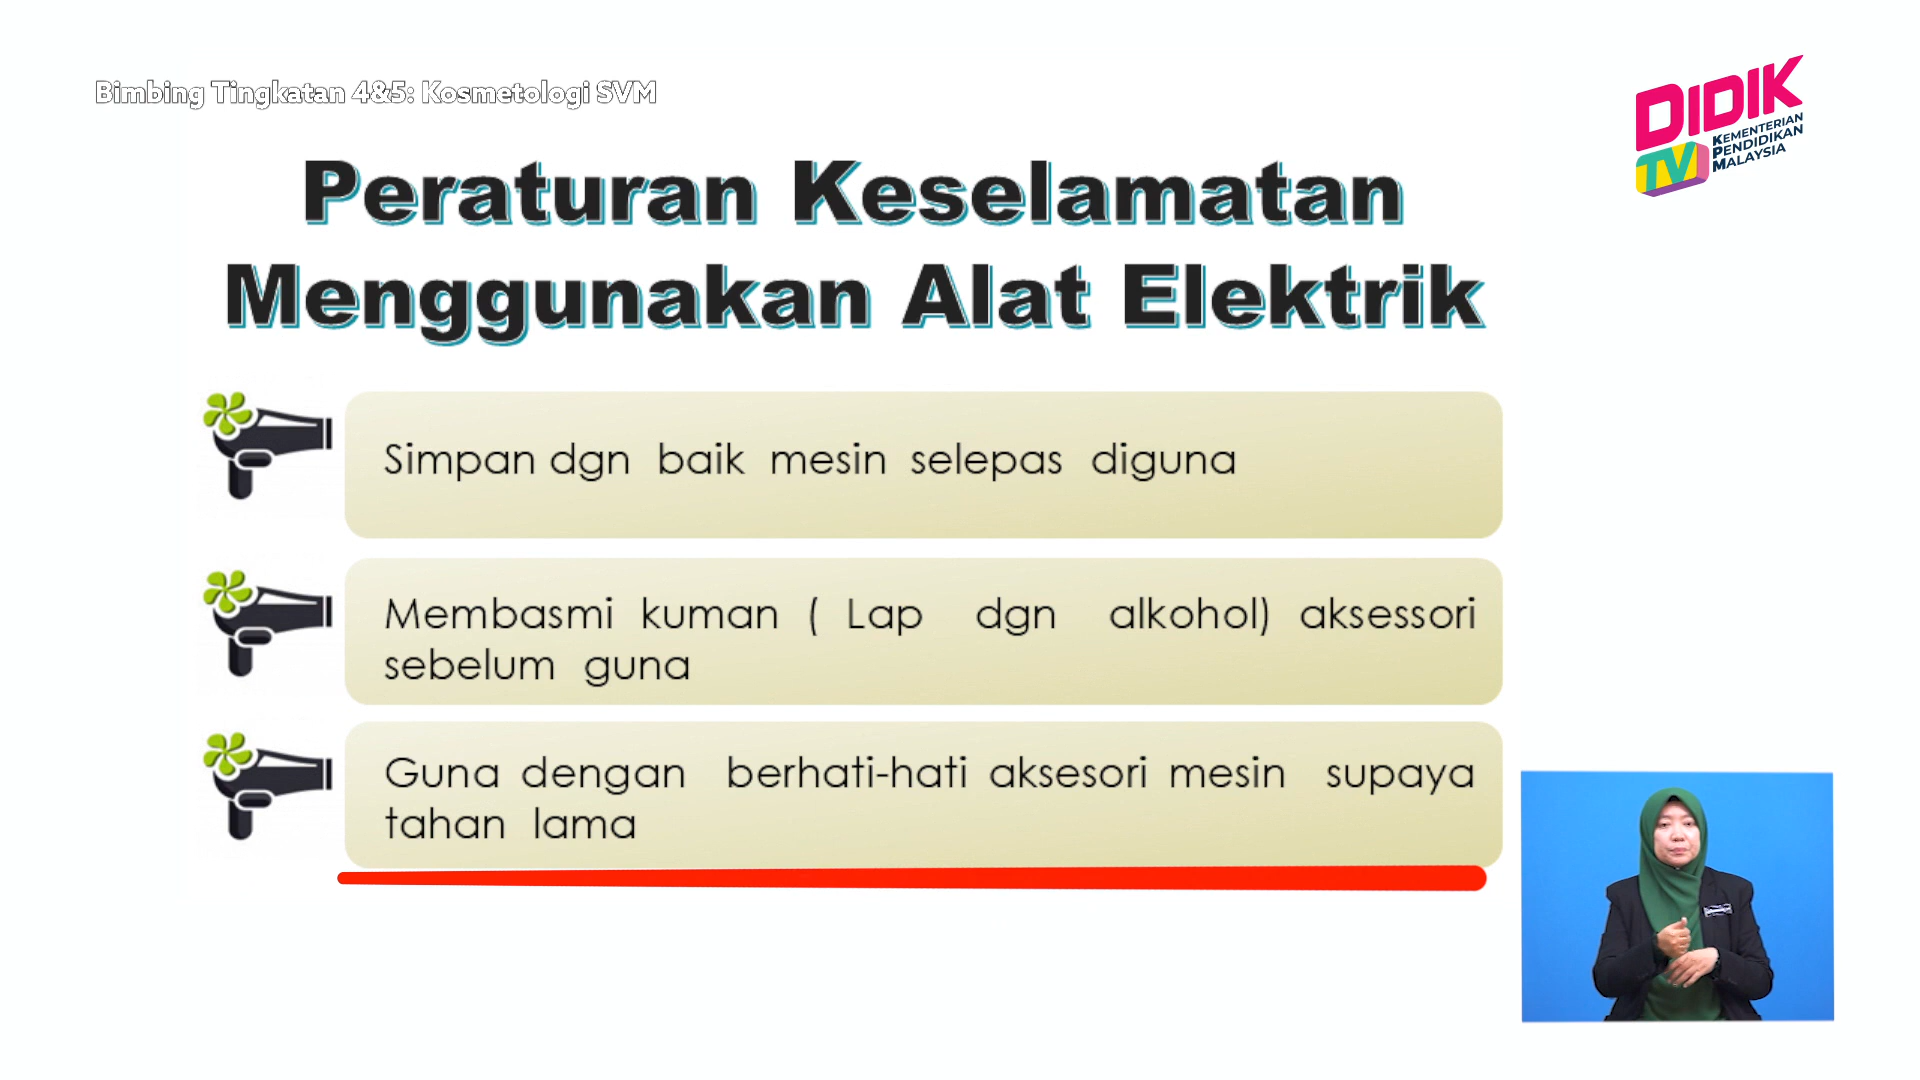 Bimbing Tingkatan 4&5: Kosmetologi SVM
DIDIK
TV
KEMENTERIAN
PENDIDIKAN
MALAYSIA
Peraturan Keselamatan
Menggunakan Alat Elektrik
Simpan dgn baik mesin selepas diguna
Membasmi kuman ( Lap dgn alkohol) aksessori
sebelum guna
Guna dengan berhati-hati aksesori mesin supaya
tahan lama